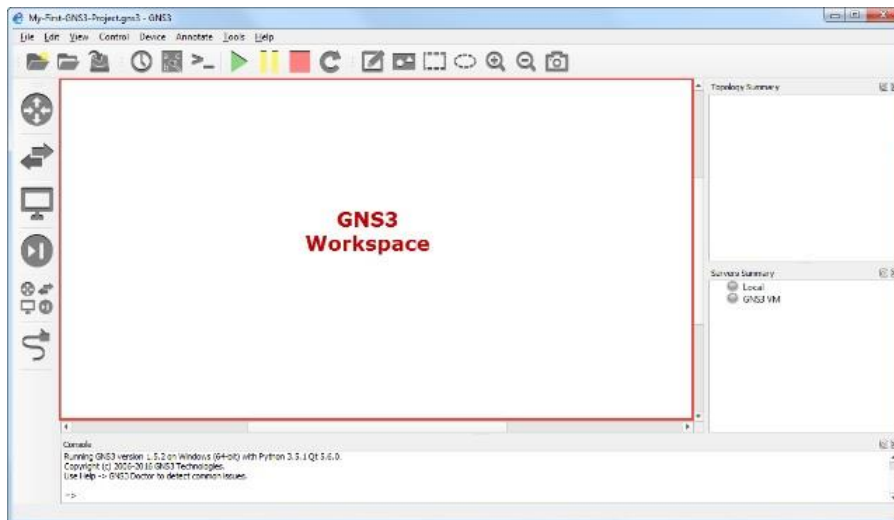 My-First-GNS3-Project.gns3 - GNS3
File Edit View Control Device Annotate Tools Help
Topology Summary
GNS3
Workspace
Servers Summary
Local
GNS3 VM
Console
Running GNS3 version 1.5.2 on Windows (64-bit) with Python 3.5.1 Qt 5.6.0.
Copyright (c) 2006-2016 GNS3 Technologies.
Use Help -> GNS3 Doctor to detect common issues.
=>